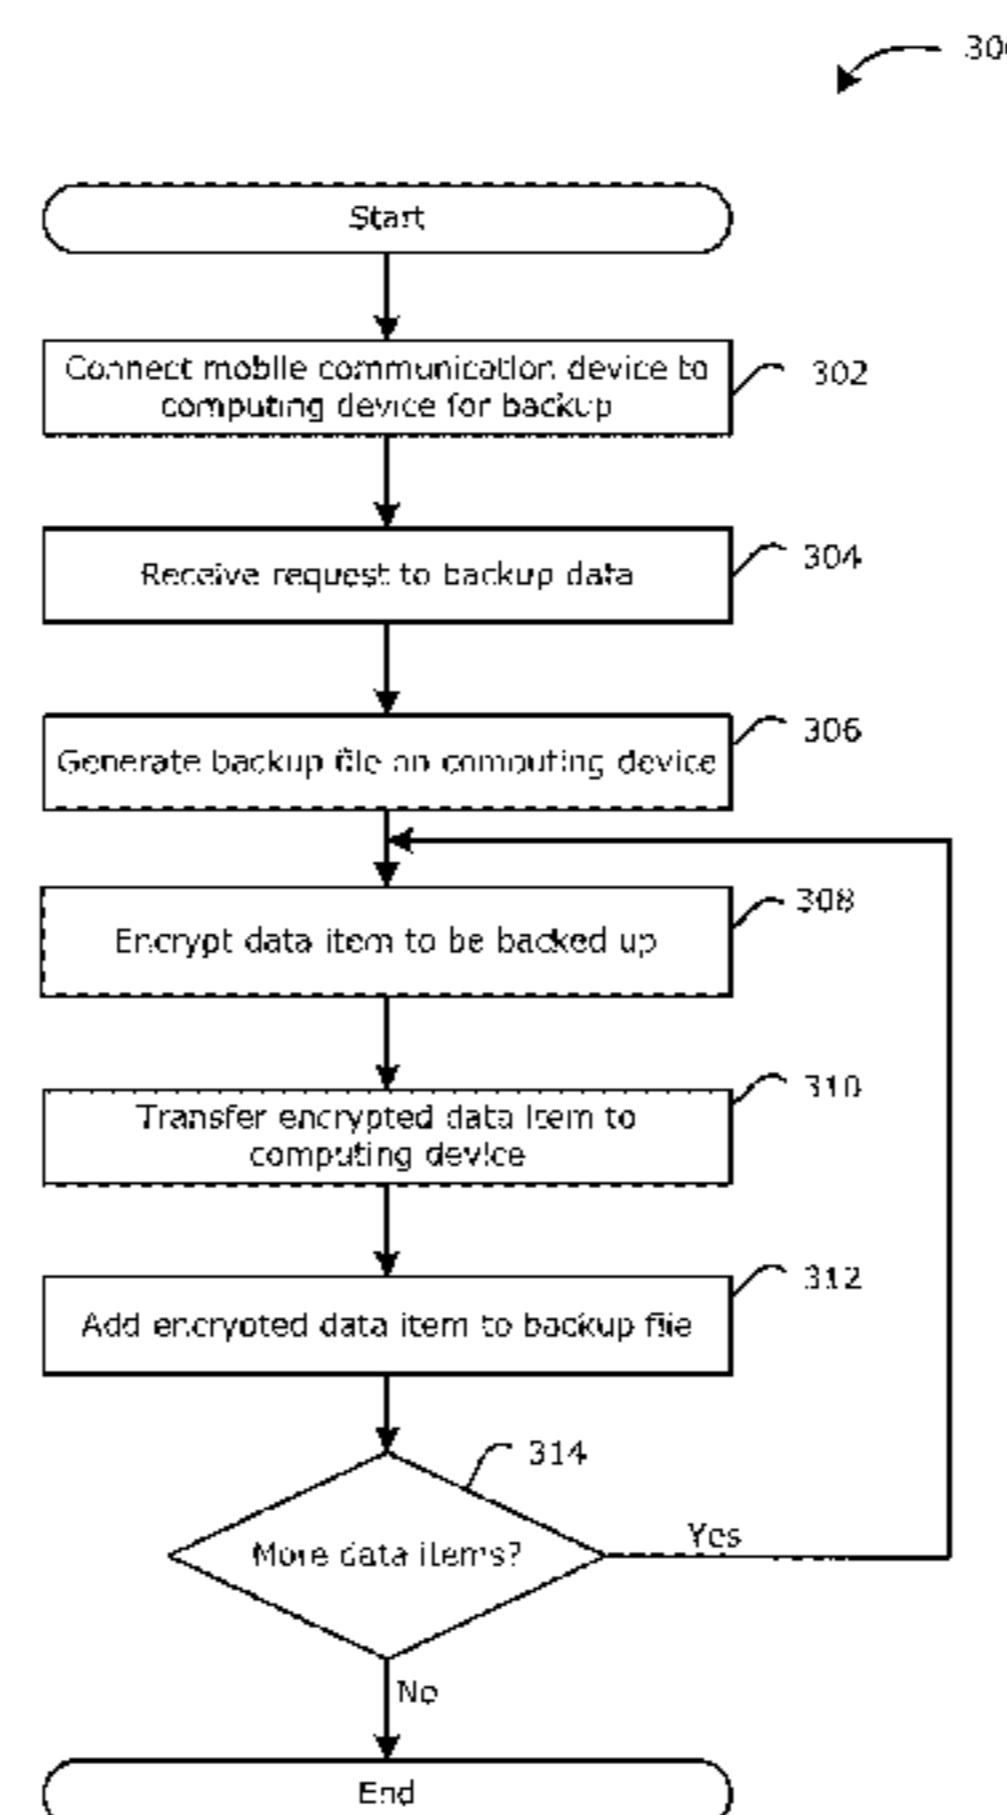 Start
Connect mobile communication device to
computing device for backup
302
Receive request to backup data
304
Generate backup file on computing device
306
Encrypt data item to be backed up
308
Transfer encrypted data item to
computing device
310
Add encrypted data item to backup file
312
314
More data items?
Yes
No
End